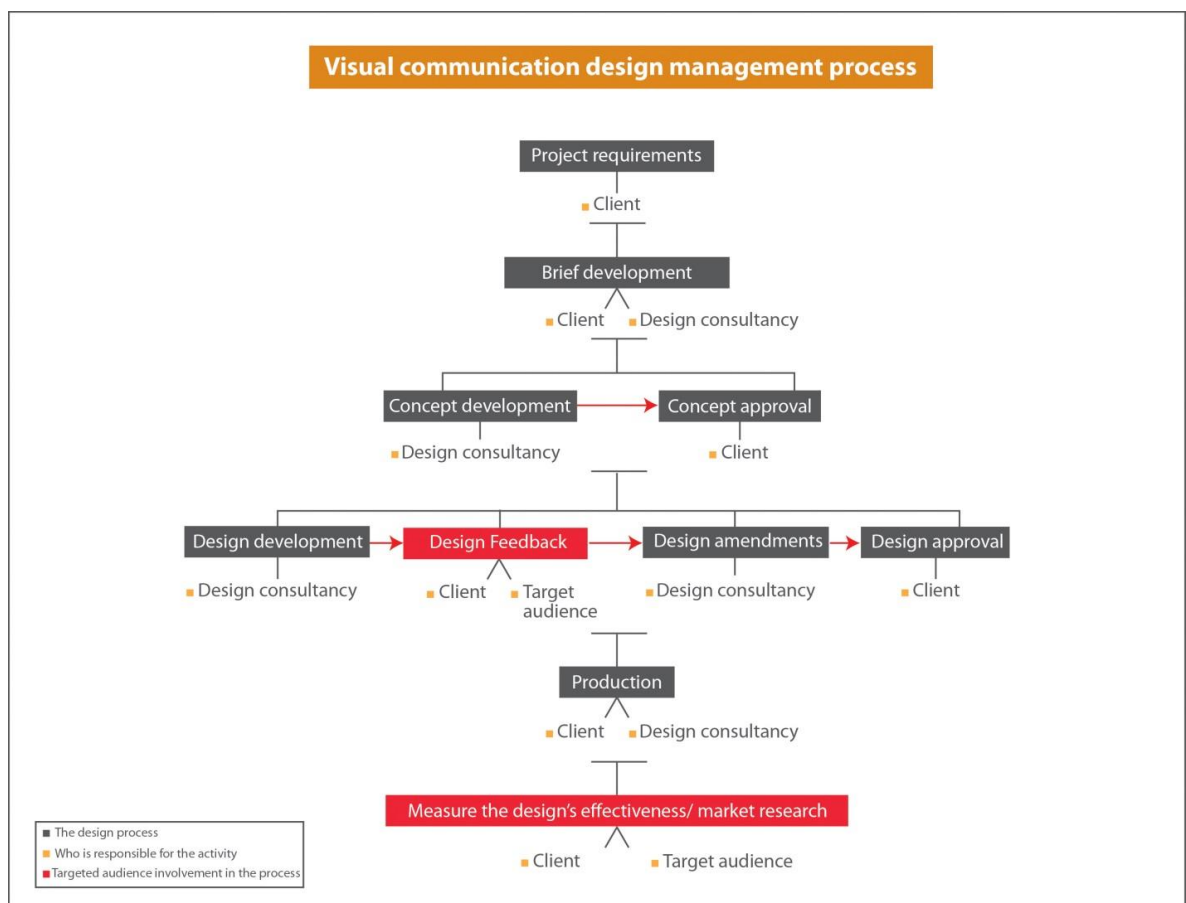 Visual communication design management process
Project requirements
Client
Brief development
Client Design consultancy
Concept development Concept approval
Design consultancy Client
Design development Design Feedback Design amendments Design approval
Design consultancy Client Target audience Design consultancy Client
Production
Client Design consultancy
Measure the design's effectiveness/ market research
Client Target audience
The design process
Who is responsible for the activity
Targeted audience involvement in the process